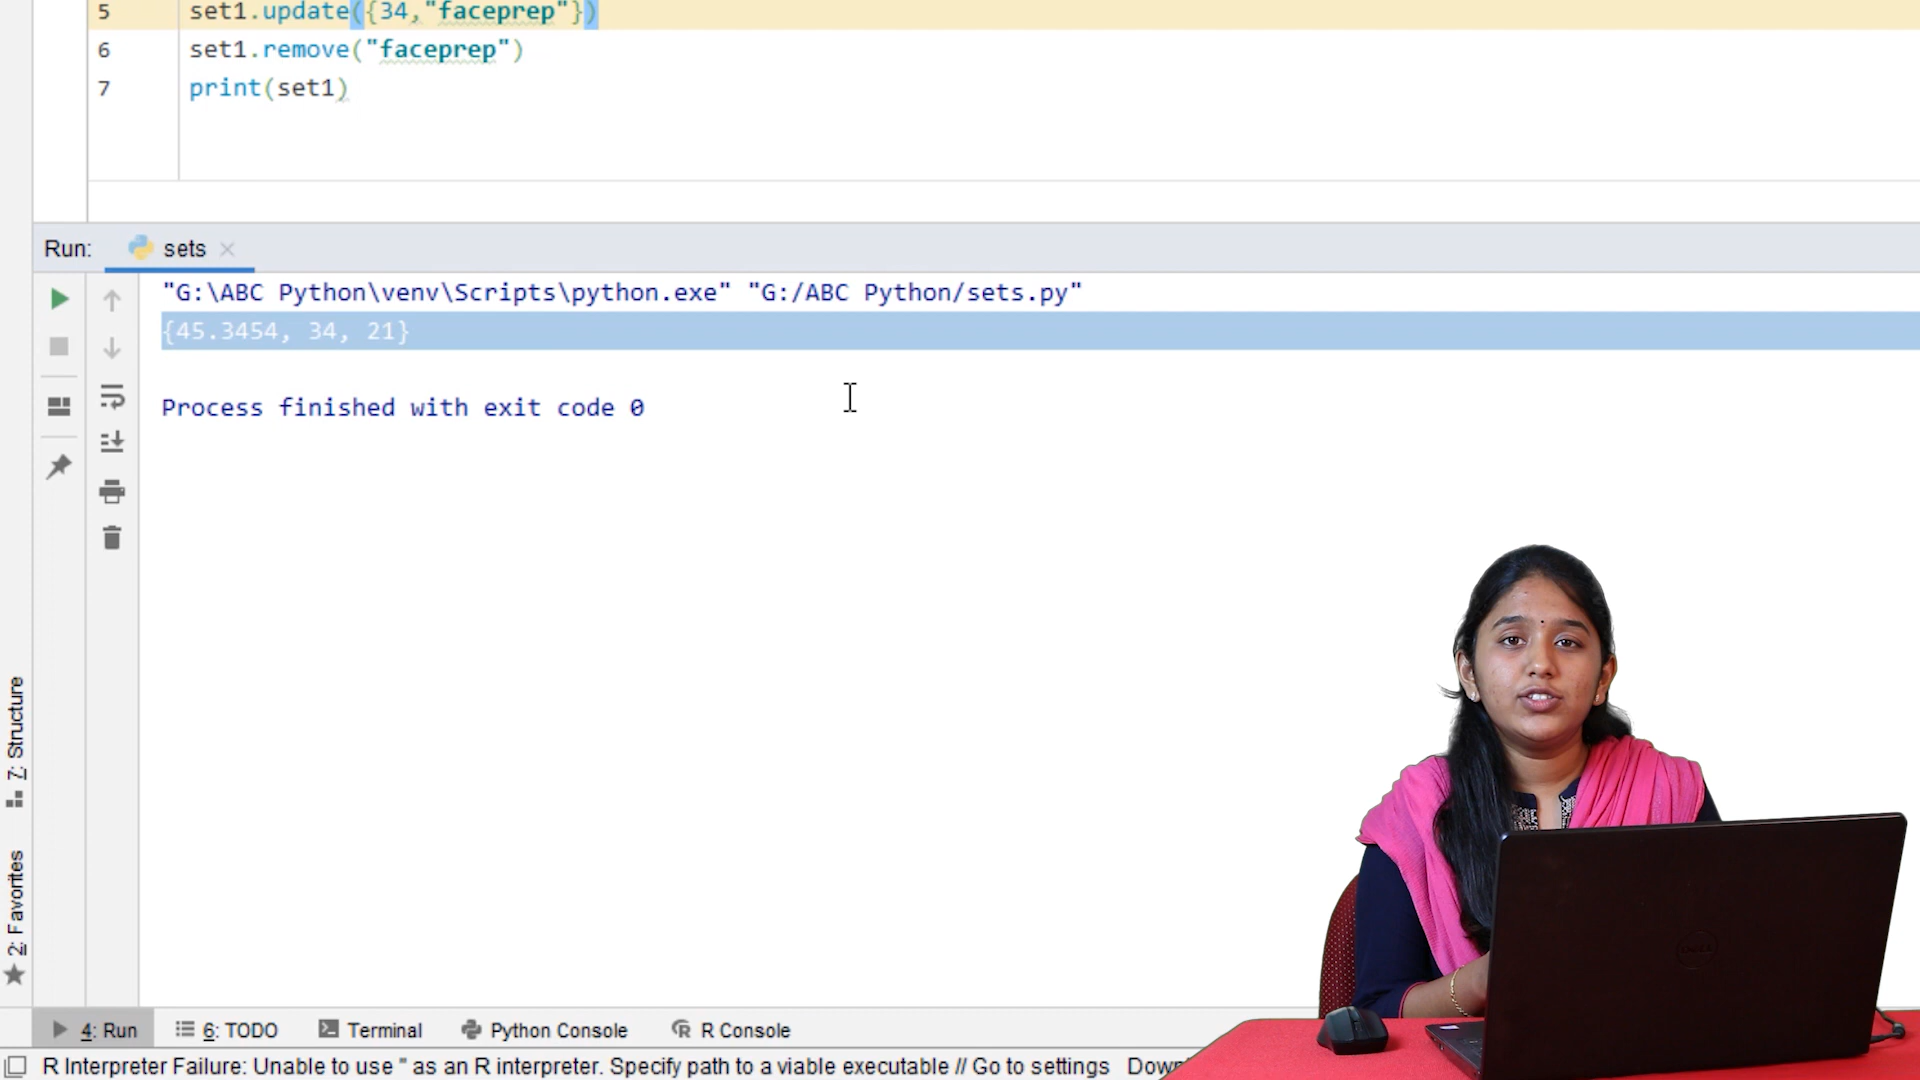 5 set1.update({34,"faceprep"})
6 set1.remove("faceprep")
7 print(set1)
Run: sets
"G:\ABC Python\venv\Scripts\python.exe" "G:/ABC Python/sets.py"
{45.3454, 34, 21}
Process finished with exit code 0
7: Structure
2: Favorites
DELL
4: Run 6: TODO Terminal Python Console R Console
R Interpreter Failure: Unable to use '' as an R interpreter. Specify path to a viable executable // Go to settings